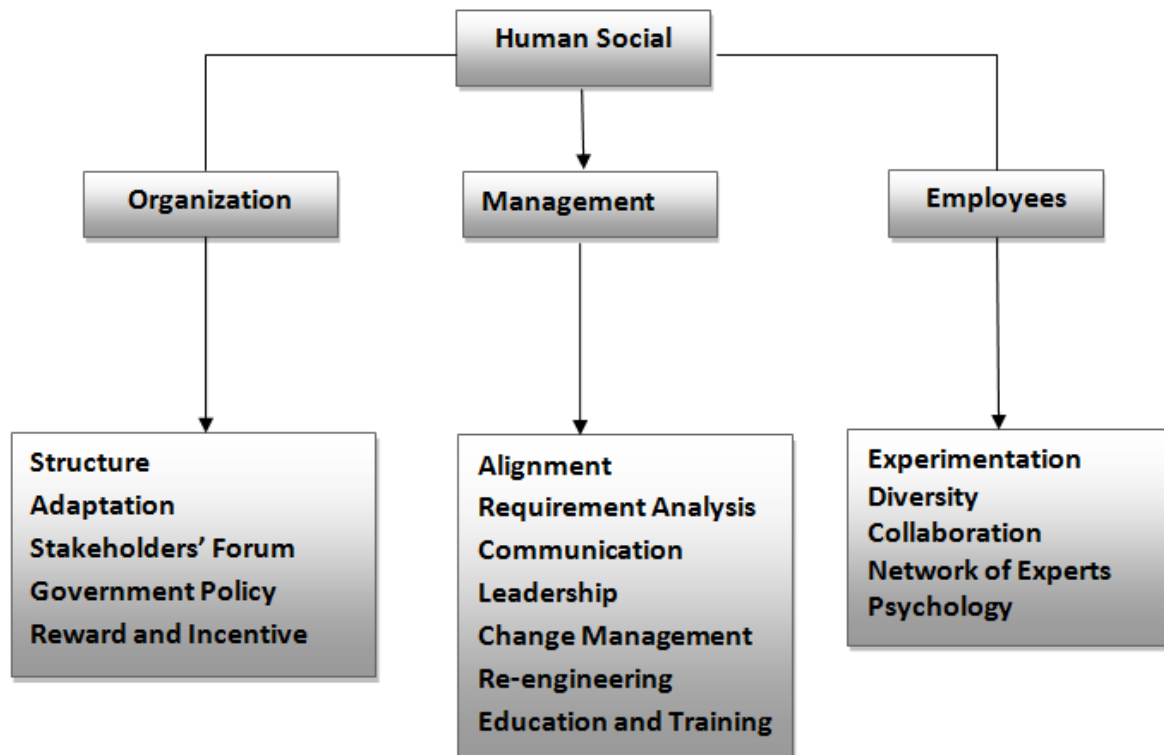 Human Social
Organization
Management
Employees
Structure
Adaptation
Stakeholders’ Forum
Government Policy
Reward and Incentive
Alignment
Requirement Analysis
Communication
Leadership
Change Management
Re-engineering
Education and Training
Experimentation
Diversity
Collaboration
Network of Experts
Psychology